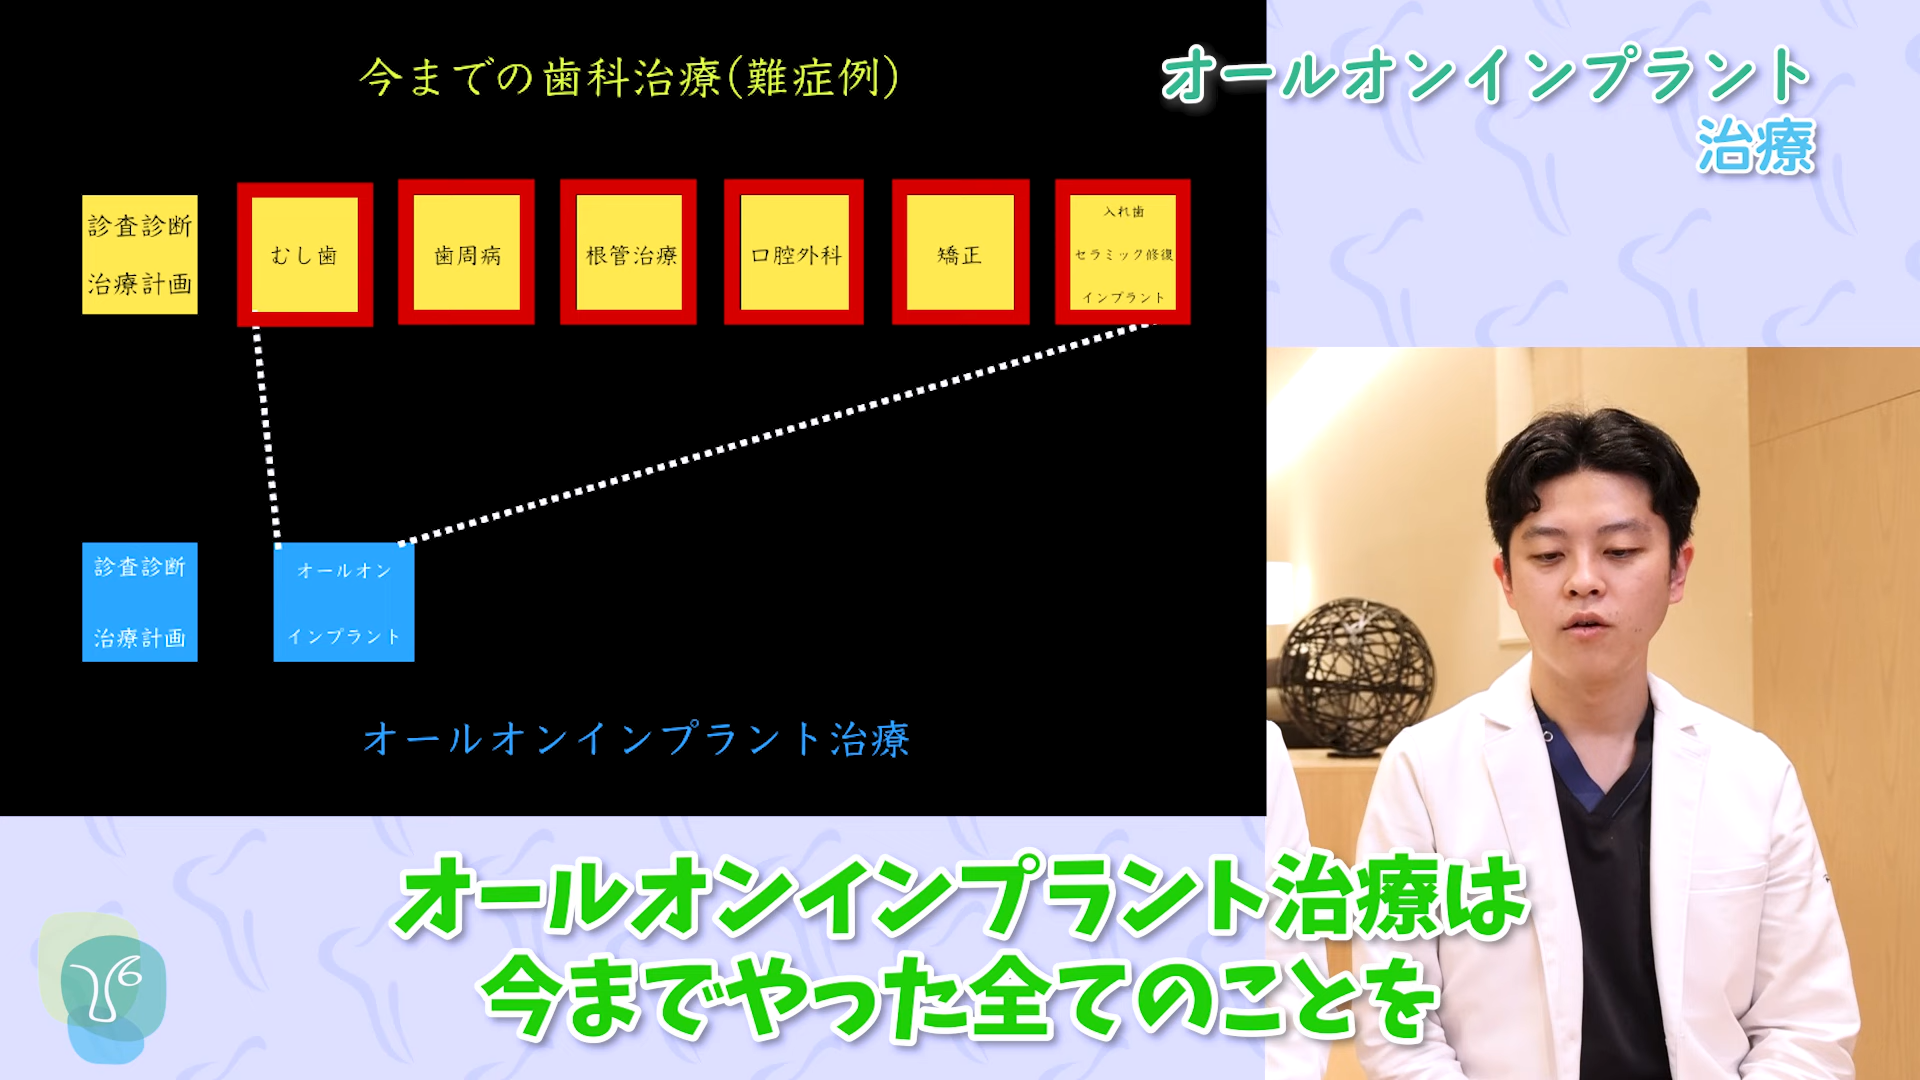 今までの歯科治療(難症例)
オールオンインプラント
治療
診査診断
治療計画
むし歯
歯周病
根管治療
口腔外科
矯正
入れ歯
セラミック修復
インプラント
診査診断
治療計画
オールオン
インプラント
オールオンインプラント治療
オールオンインプラント治療は
今までやった全てのことを